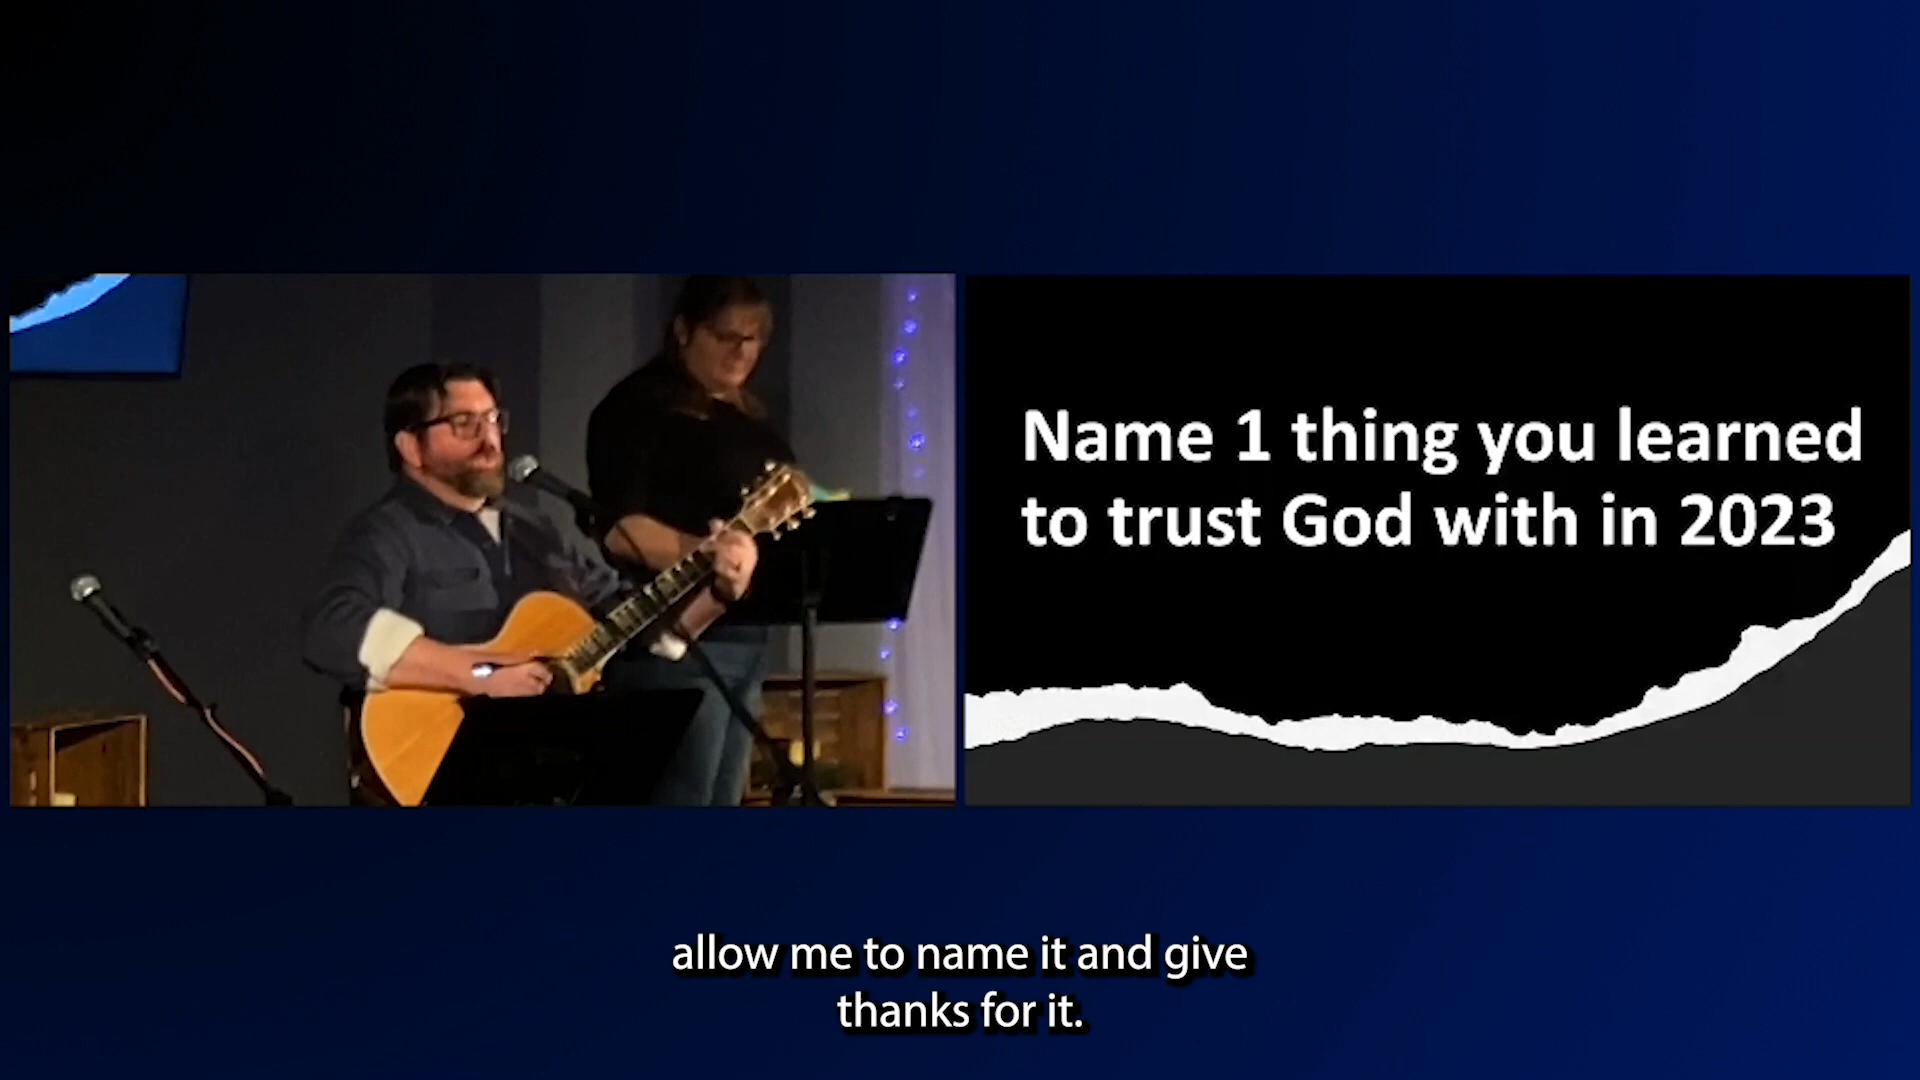 Name 1 thing you learned
to trust God with in 2023
allow me to name it and give
thanks for it.